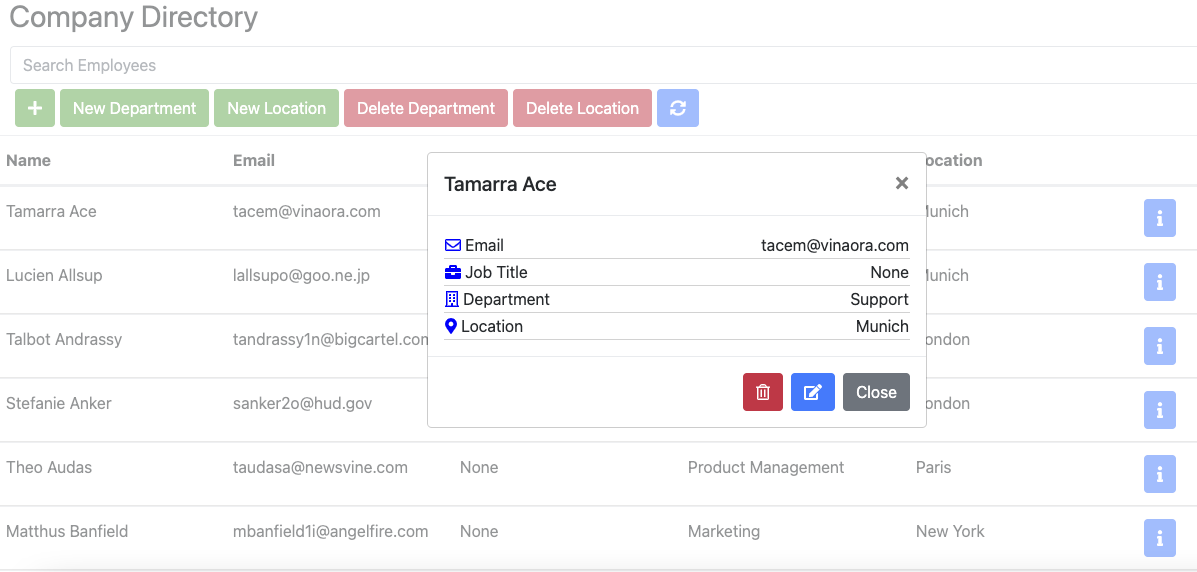 Company Directory
Search Employees
New Department New Location Delete Department Delete Location
Name Email ocation
Tamarra Ace
Tamarra Ace tacem@vinaora.com unich
Email tacem@vinaora.com
Job Title None
Department Support
Location Munich
Close
Lucien Allsup lallsupo@goo.ne.jp unich
Talbot Andrassy tandrassy1n@bigcartel.com ondon
Stefanie Anker sanker2o@hud.gov ondon
Theo Audas taudasa@newsvine.com None Product Management Paris
Matthus Banfield mbanfield1i@angelfire.com None Marketing New York